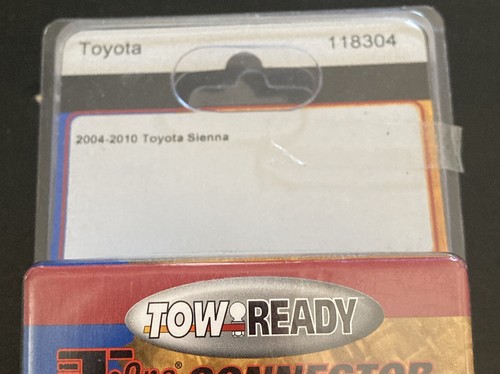 Toyota 118304
2004-2010 Toyota Sienna
TOW READY
CONNECTOR